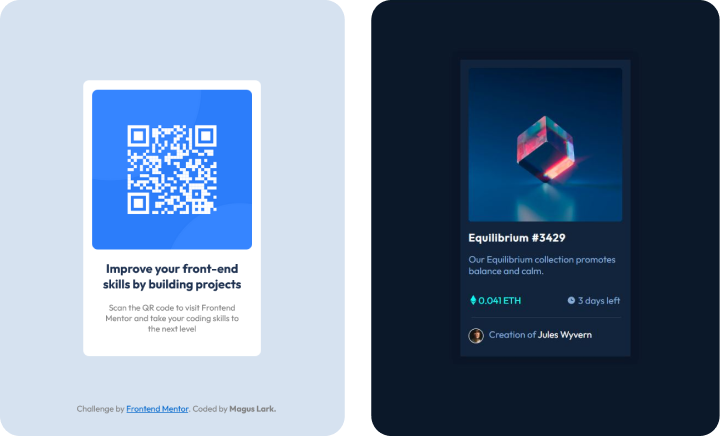 Improve your front-end
skills by building projects
Scan the QR code to visit Frontend
Mentor and take your coding skills to
the next level
Challenge by Frontend Mentor. Coded by Magus Lark.
Equilibrium #3429
Our Equilibrium collection promotes
balance and calm.
0.041 ETH
3 days left
Creation of Jules Wyvern